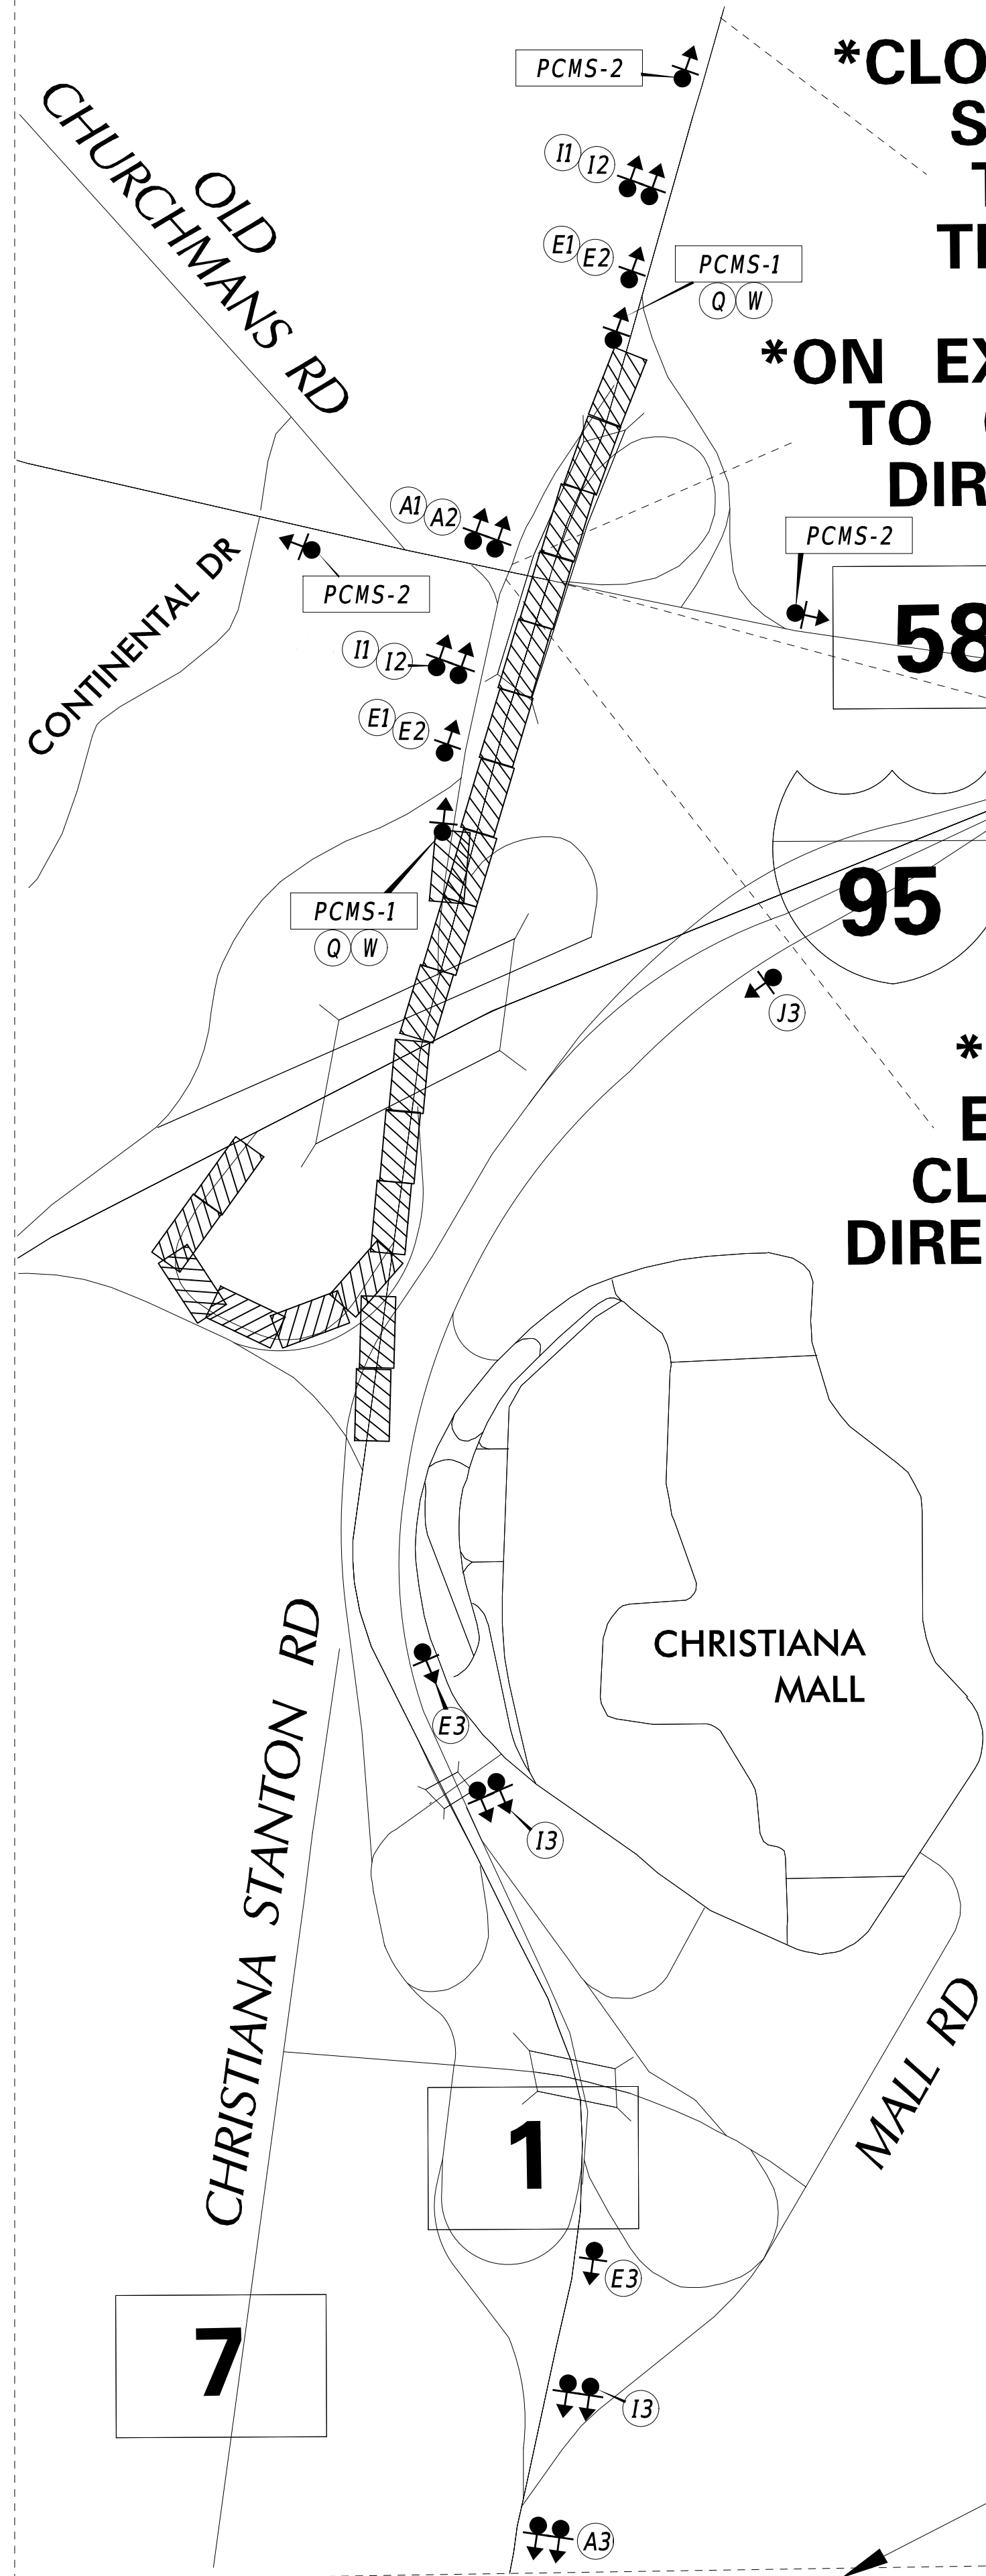 PCMS-2
*CLO
S
T
I1 I2
OLD
CHURCHMANS RD
E1 E2
PCMS-1
Q W
*ON EX
TO
DIR
A1 A2
PCMS-2
PCMS-2
58
CONTINENTAL DR
I1 I2
E1 E2
95
PCMS-1
Q W
J3
*
E
CL
DIRE
CHRISTIANA
MALL
E3
I3
CHRISTIANA STANTON RD
MALL RD
1
E3
7
I3
A3